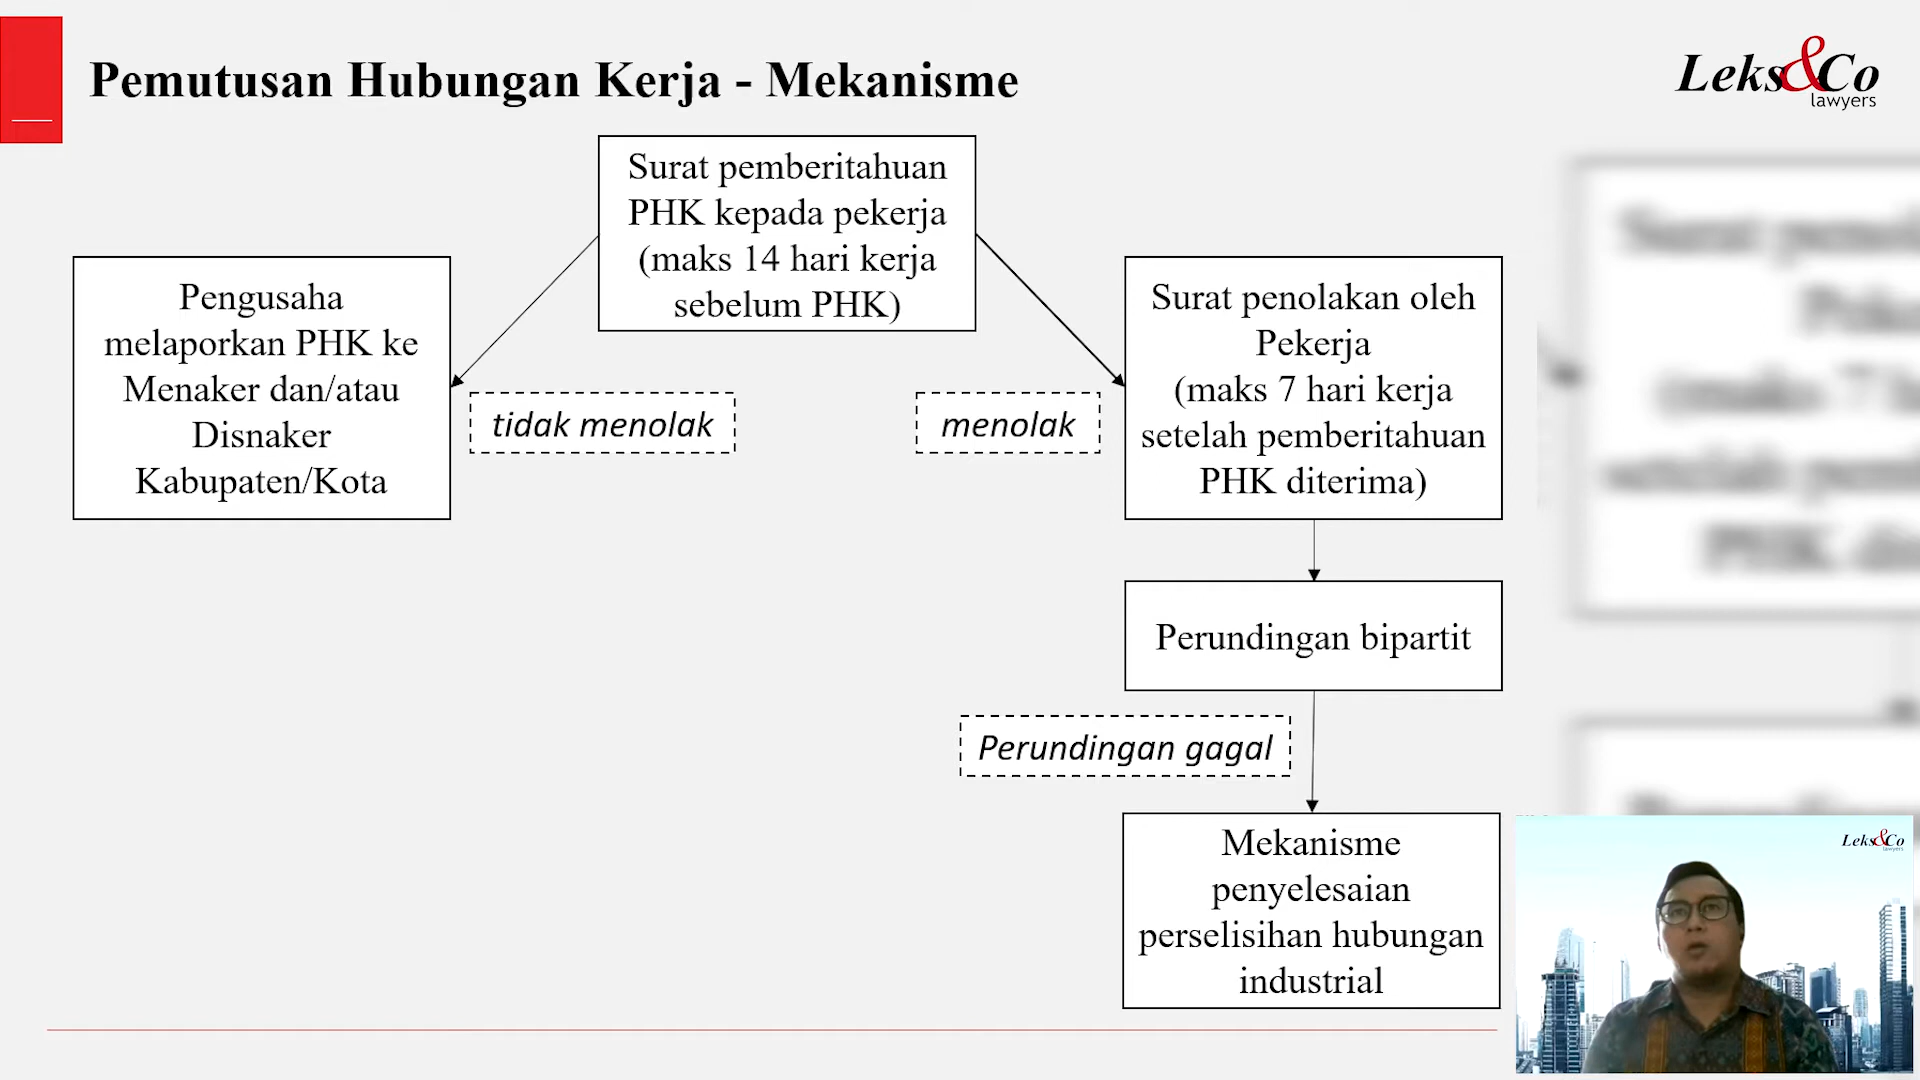 Pemutusan Hubungan Kerja - Mekanisme
Leks&Co
lawyers
Surat pemberitahuan
PHK kepada pekerja
(maks 14 hari kerja
sebelum PHK)
Pengusaha
melaporkan PHK ke
Menaker dan/atau
Disnaker
Kabupaten/Kota
tidak menolak
menolak
Surat penolakan oleh
Pekerja
(maks 7 hari kerja
setelah pemberitahuan
PHK diterima)
Perundingan bipartit
Perundingan gagal
Mekanisme
penyelesaian
perselisihan hubungan
industrial
Leks&Co
lawyers